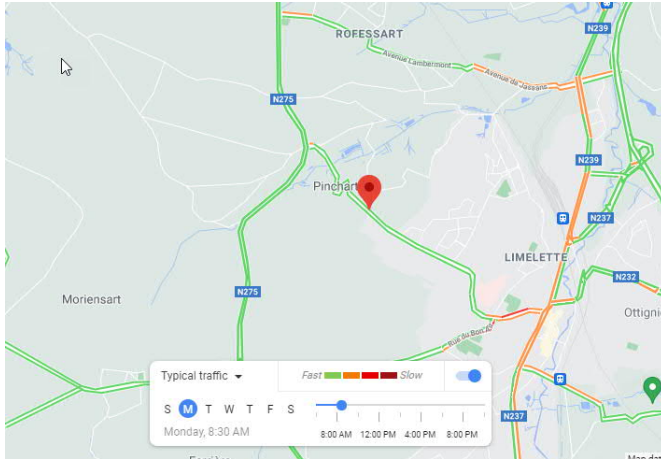 ROFESSART
N239
Avenue Lambermont
Avenue de Jassans
N275
N239
Pinchart
N237
LIMELETTE
N232
N275
Moriensart
Ottigni
Rue du Bon
Typical traffic
Fast
Slow
S M T W T F S
Monday, 8:30 AM
8:00 AM 12:00 PM 4:00 PM 8:00 PM
N237
Map dat